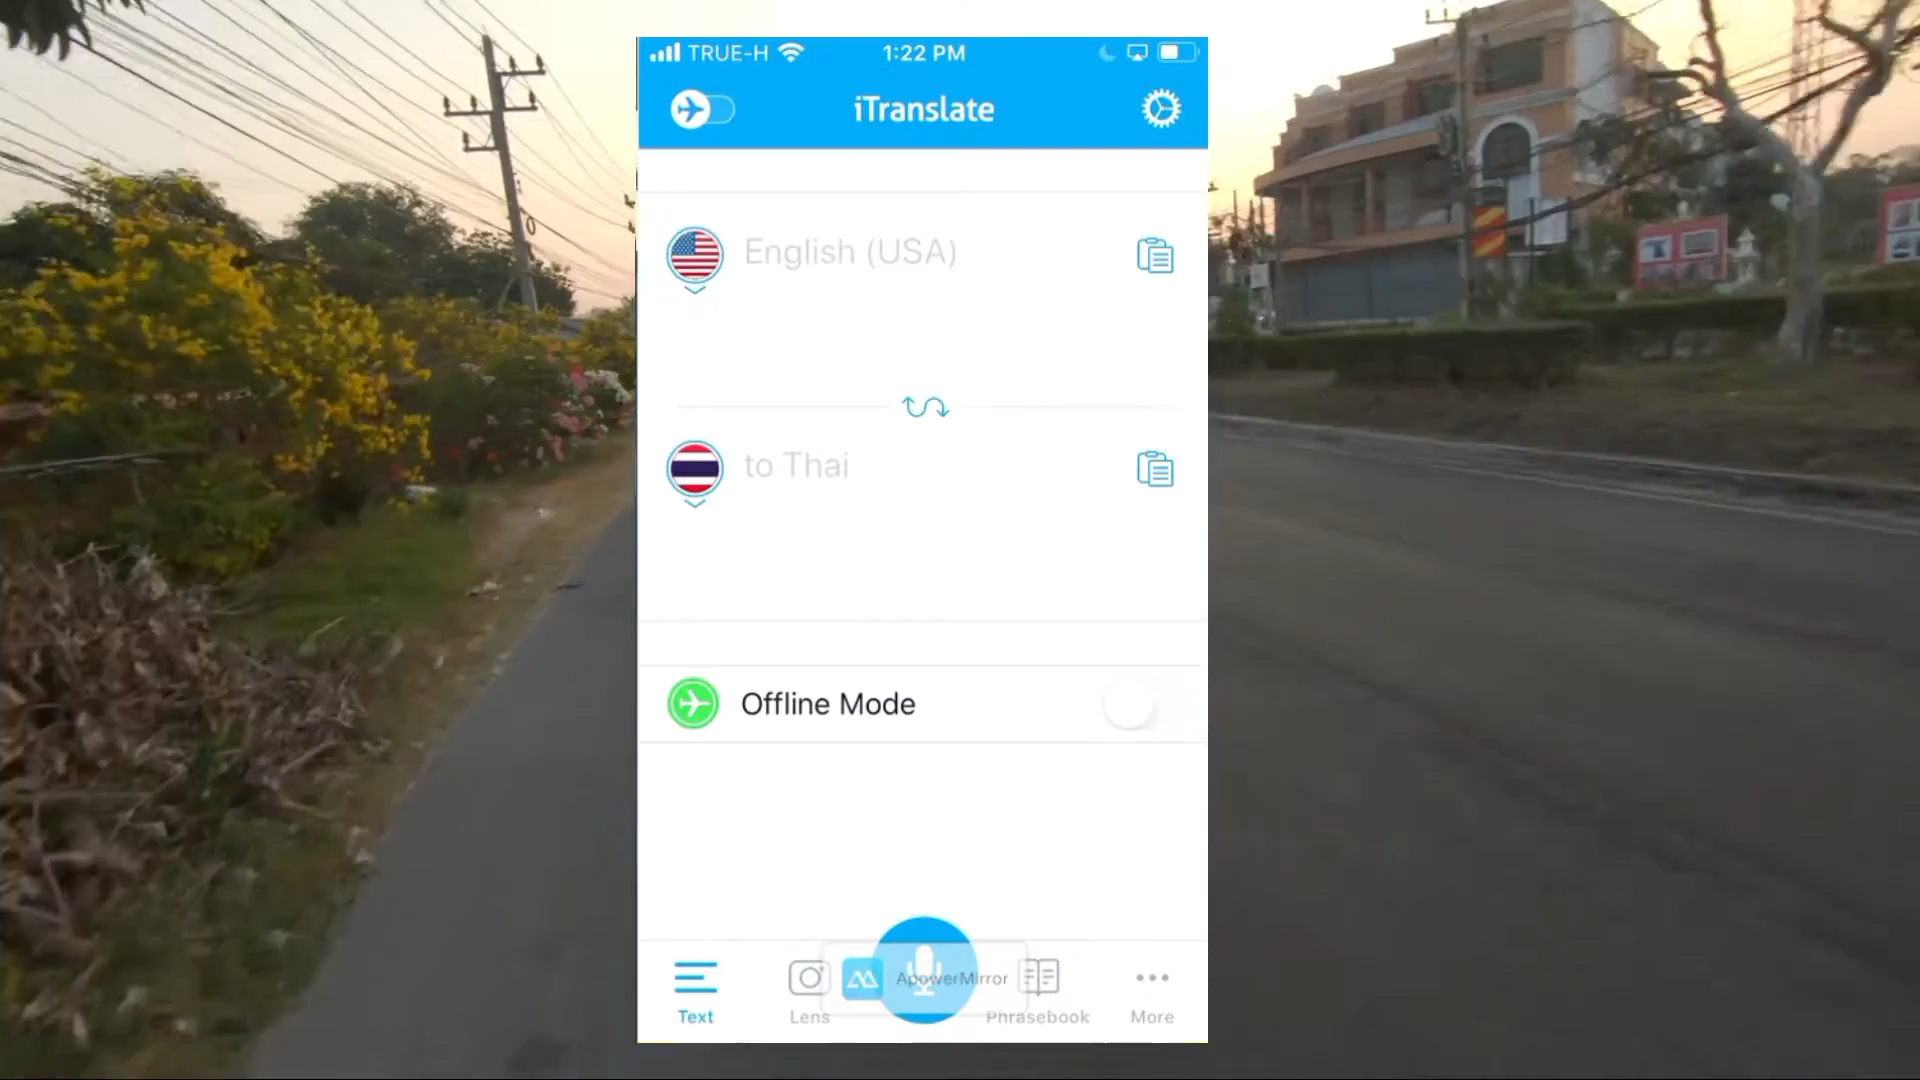 TRUE-H 1:22 PM
iTranslate
English (USA)
to Thai
Offline Mode
ApowerMirror
Text Lens Phrasebook More